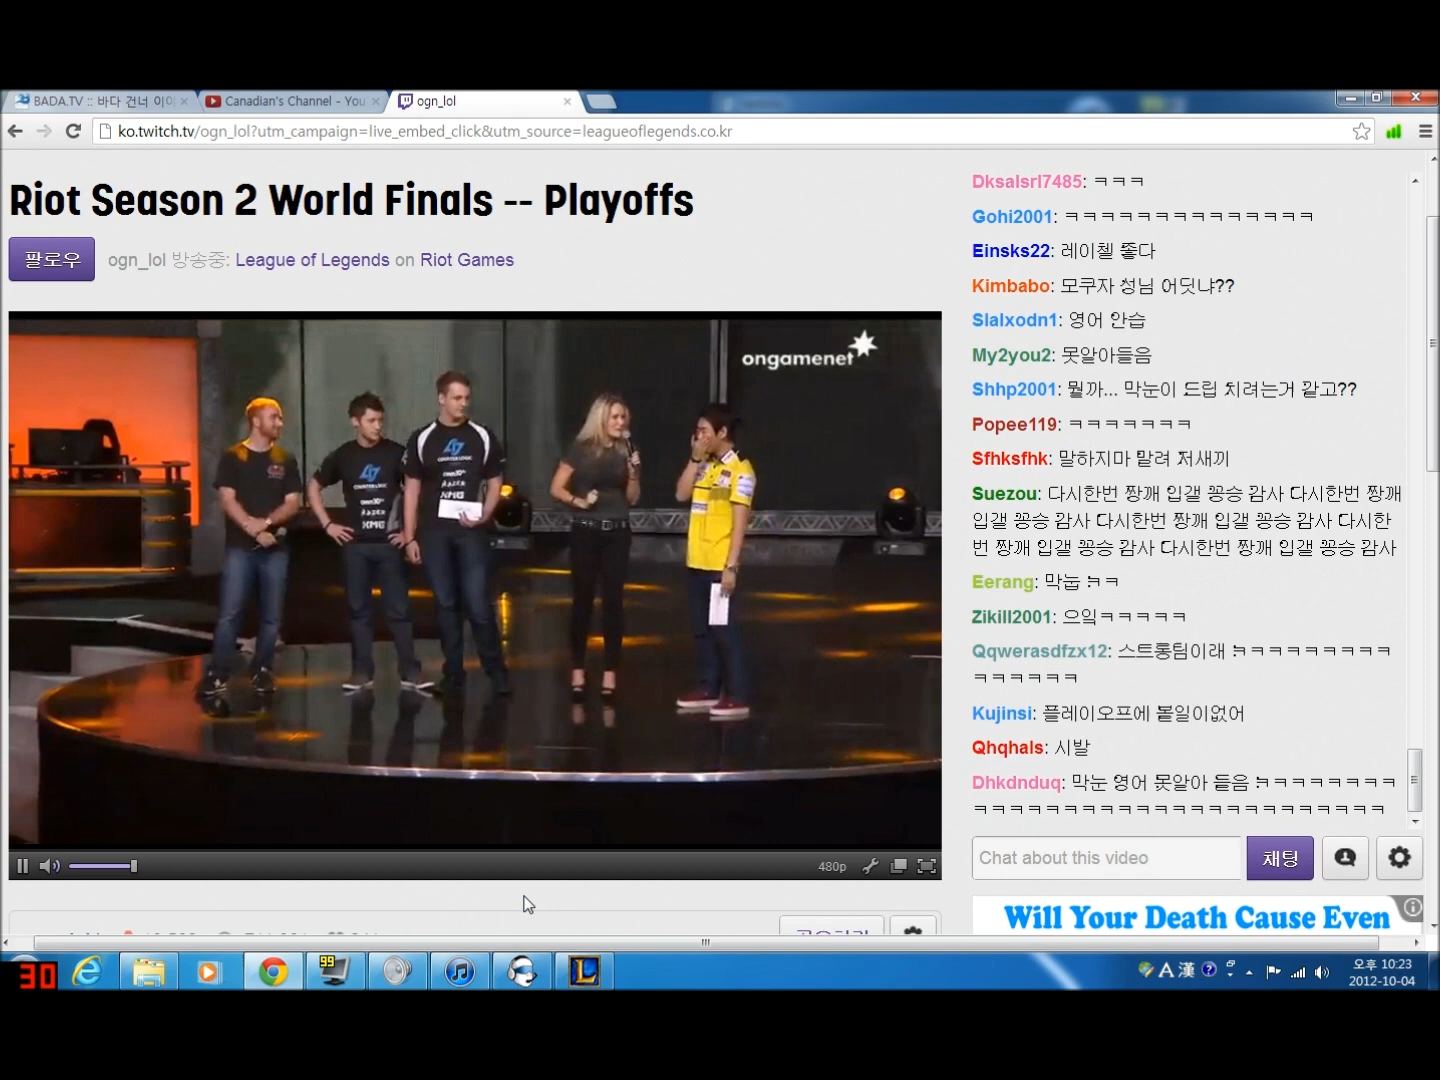 BADA.TV :: 바다 건너 이이
Canadian's Channel - You
ogn_lol
ko.twitch.tv/ogn_lol?utm_campaign=live_embed_click&utm_source=leagueoflegends.co.kr
Riot Season 2 World Finals -- Playoffs
팔로우
ogn_lol 방송중: League of Legends on Riot Games
ongamenet
COUNTER LOGIC
RAZER
XMG
480p
Dksalsrl7485: ㅋㅋㅋ
Gohi2001: ㅋㅋㅋㅋㅋㅋㅋㅋㅋㅋㅋㅋㅋㅋ
Einsks22: 레이첼 좋다
Kimbabo: 모쿠자 성님 어딧냐??
Slalxodn1: 영어 안습
My2you2: 못알아들음
Shhp2001: 뭘까... 막눈이 드립 치려는거 같고??
Popee119: ㅋㅋㅋㅋㅋㅋㅋ
Sfhksfhk: 말하지마 맡려 저새끼
Suezou: 다시한번 짱깨 입갤 꽁승 감사 다시한번 짱깨
입갤 꽁승 감사 다시한번 짱깨 입갤 꽁승 감사 다시한
번 짱깨 입갤 꽁승 감사 다시한번 짱깨 입갤 꽁승 감사
Eerang: 막눕 ㅋㅋ
Zikill2001: 으익ㅋㅋㅋㅋㅋ
Qqwerasdfzx12: 스트롱팀이래 ㅋㅋㅋㅋㅋㅋㅋㅋㅋ
ㅋㅋㅋㅋㅋㅋ
Kujinsi: 플레이오프에 볼일이없어
Qhqhals: 시발
Dhkdnduq: 막눈 영어 못알아 들음 ㅋㅋㅋㅋㅋㅋㅋㅋ
ㅋㅋㅋㅋㅋㅋㅋㅋㅋㅋㅋㅋㅋㅋㅋㅋㅋㅋㅋㅋㅋㅋㅋ
Chat about this video
채팅
Will Your Death Cause Even
30
99
A 漢
오후 10:23
2012-10-04